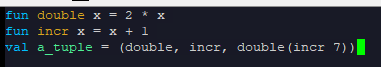 fun double x = 2 * x
fun incr x = x + 1
val a_tuple = (double, incr, double(incr 7))